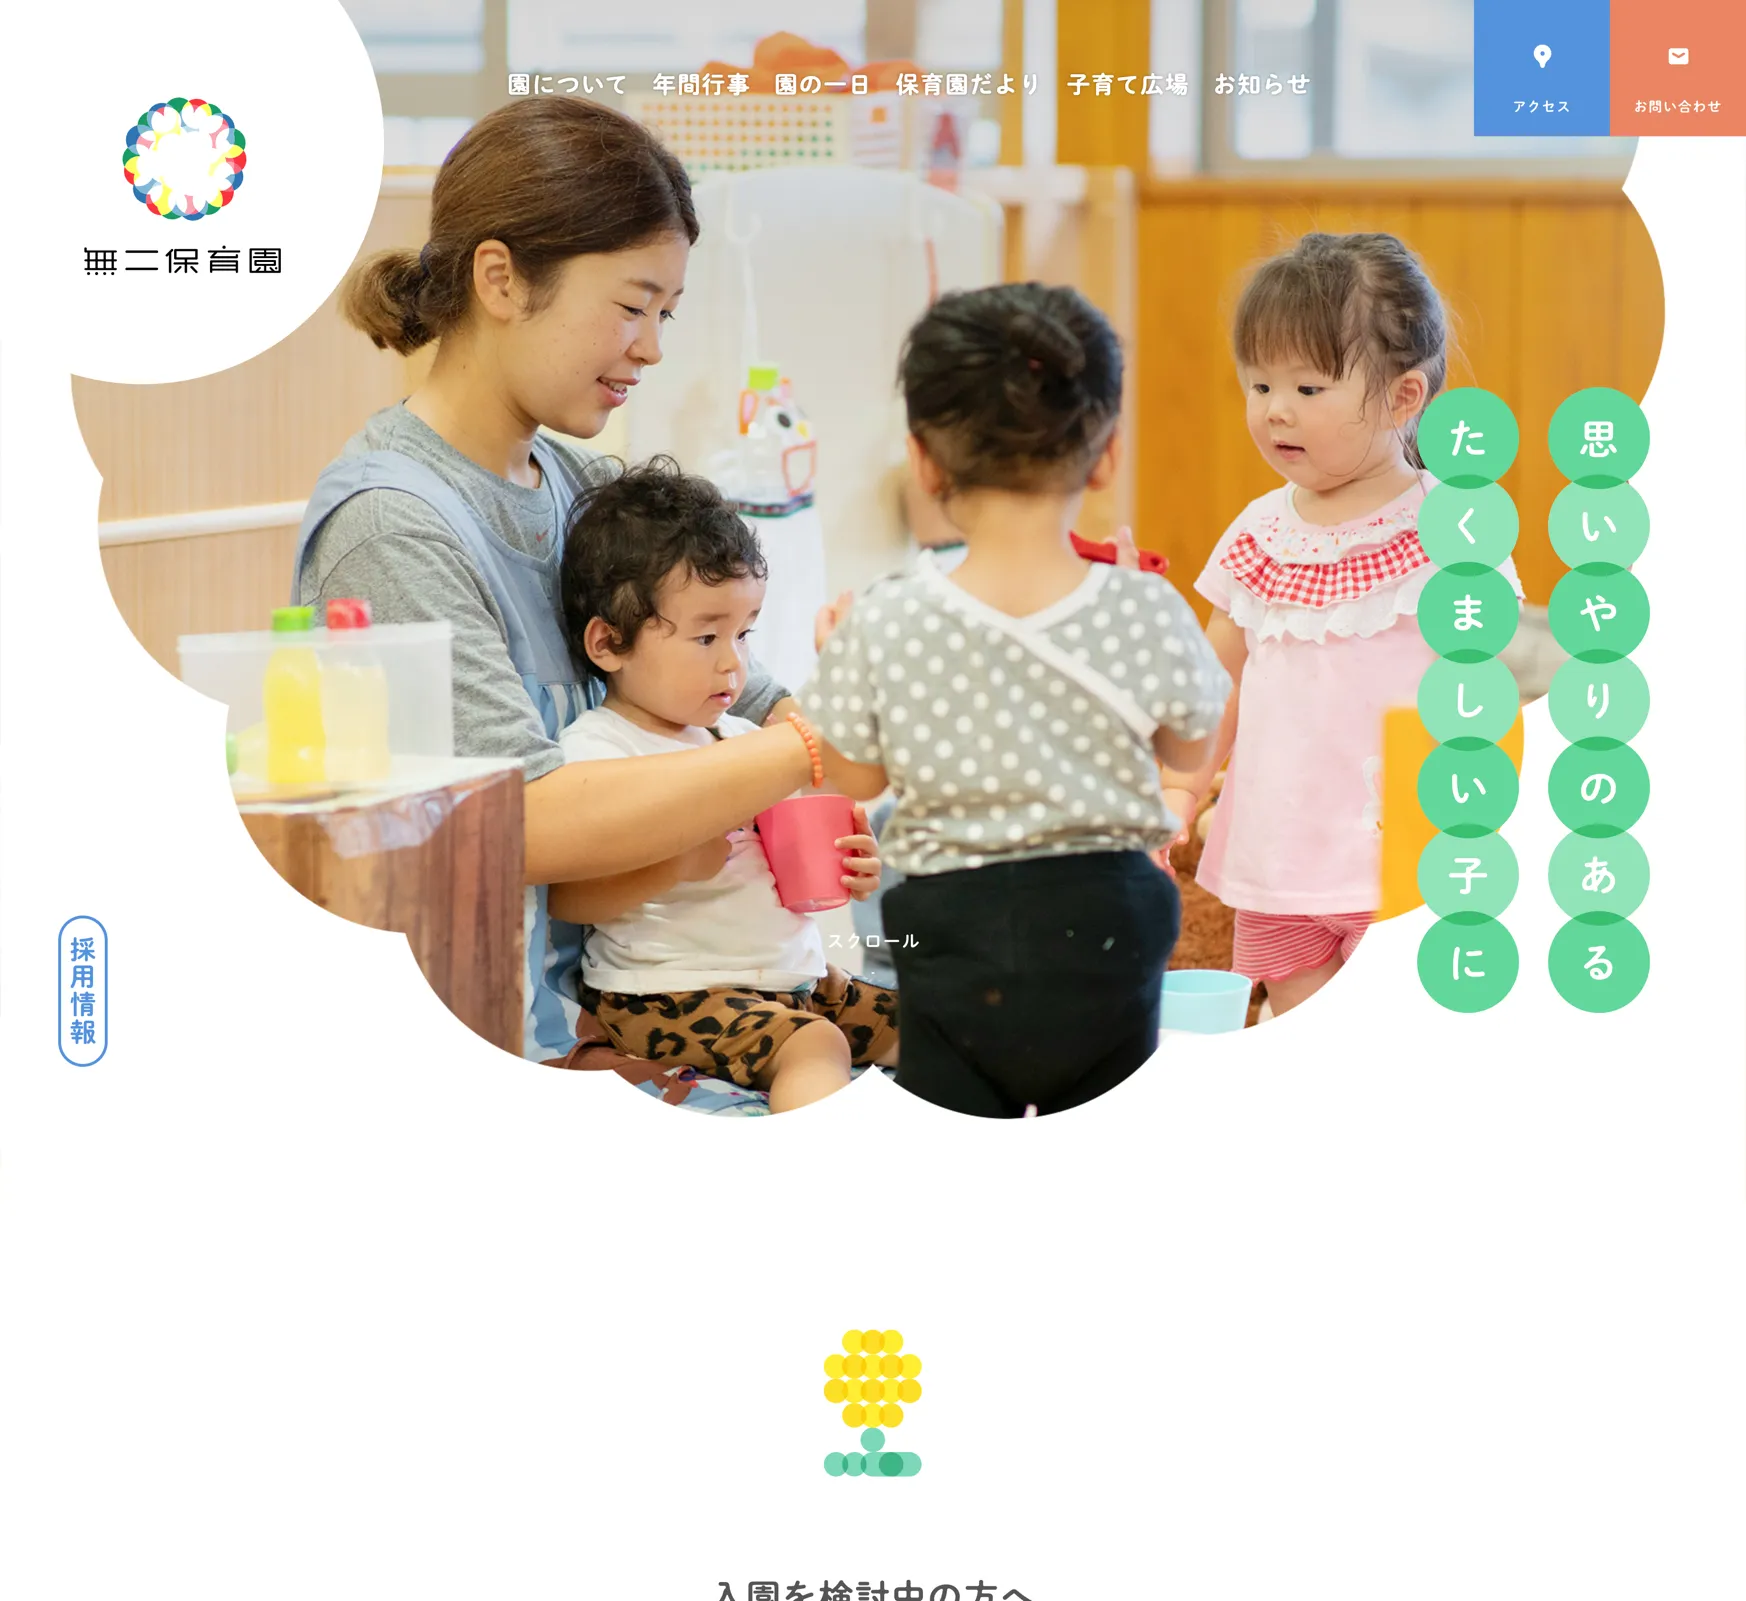 無二保育園
園について 年間行事 園の一日 保育園だより 子育て広場 お知らせ
アクセス
お問い合わせ
思いやりのある
たくましい子に
スクロール
採用情報
入園を検討中の方へ